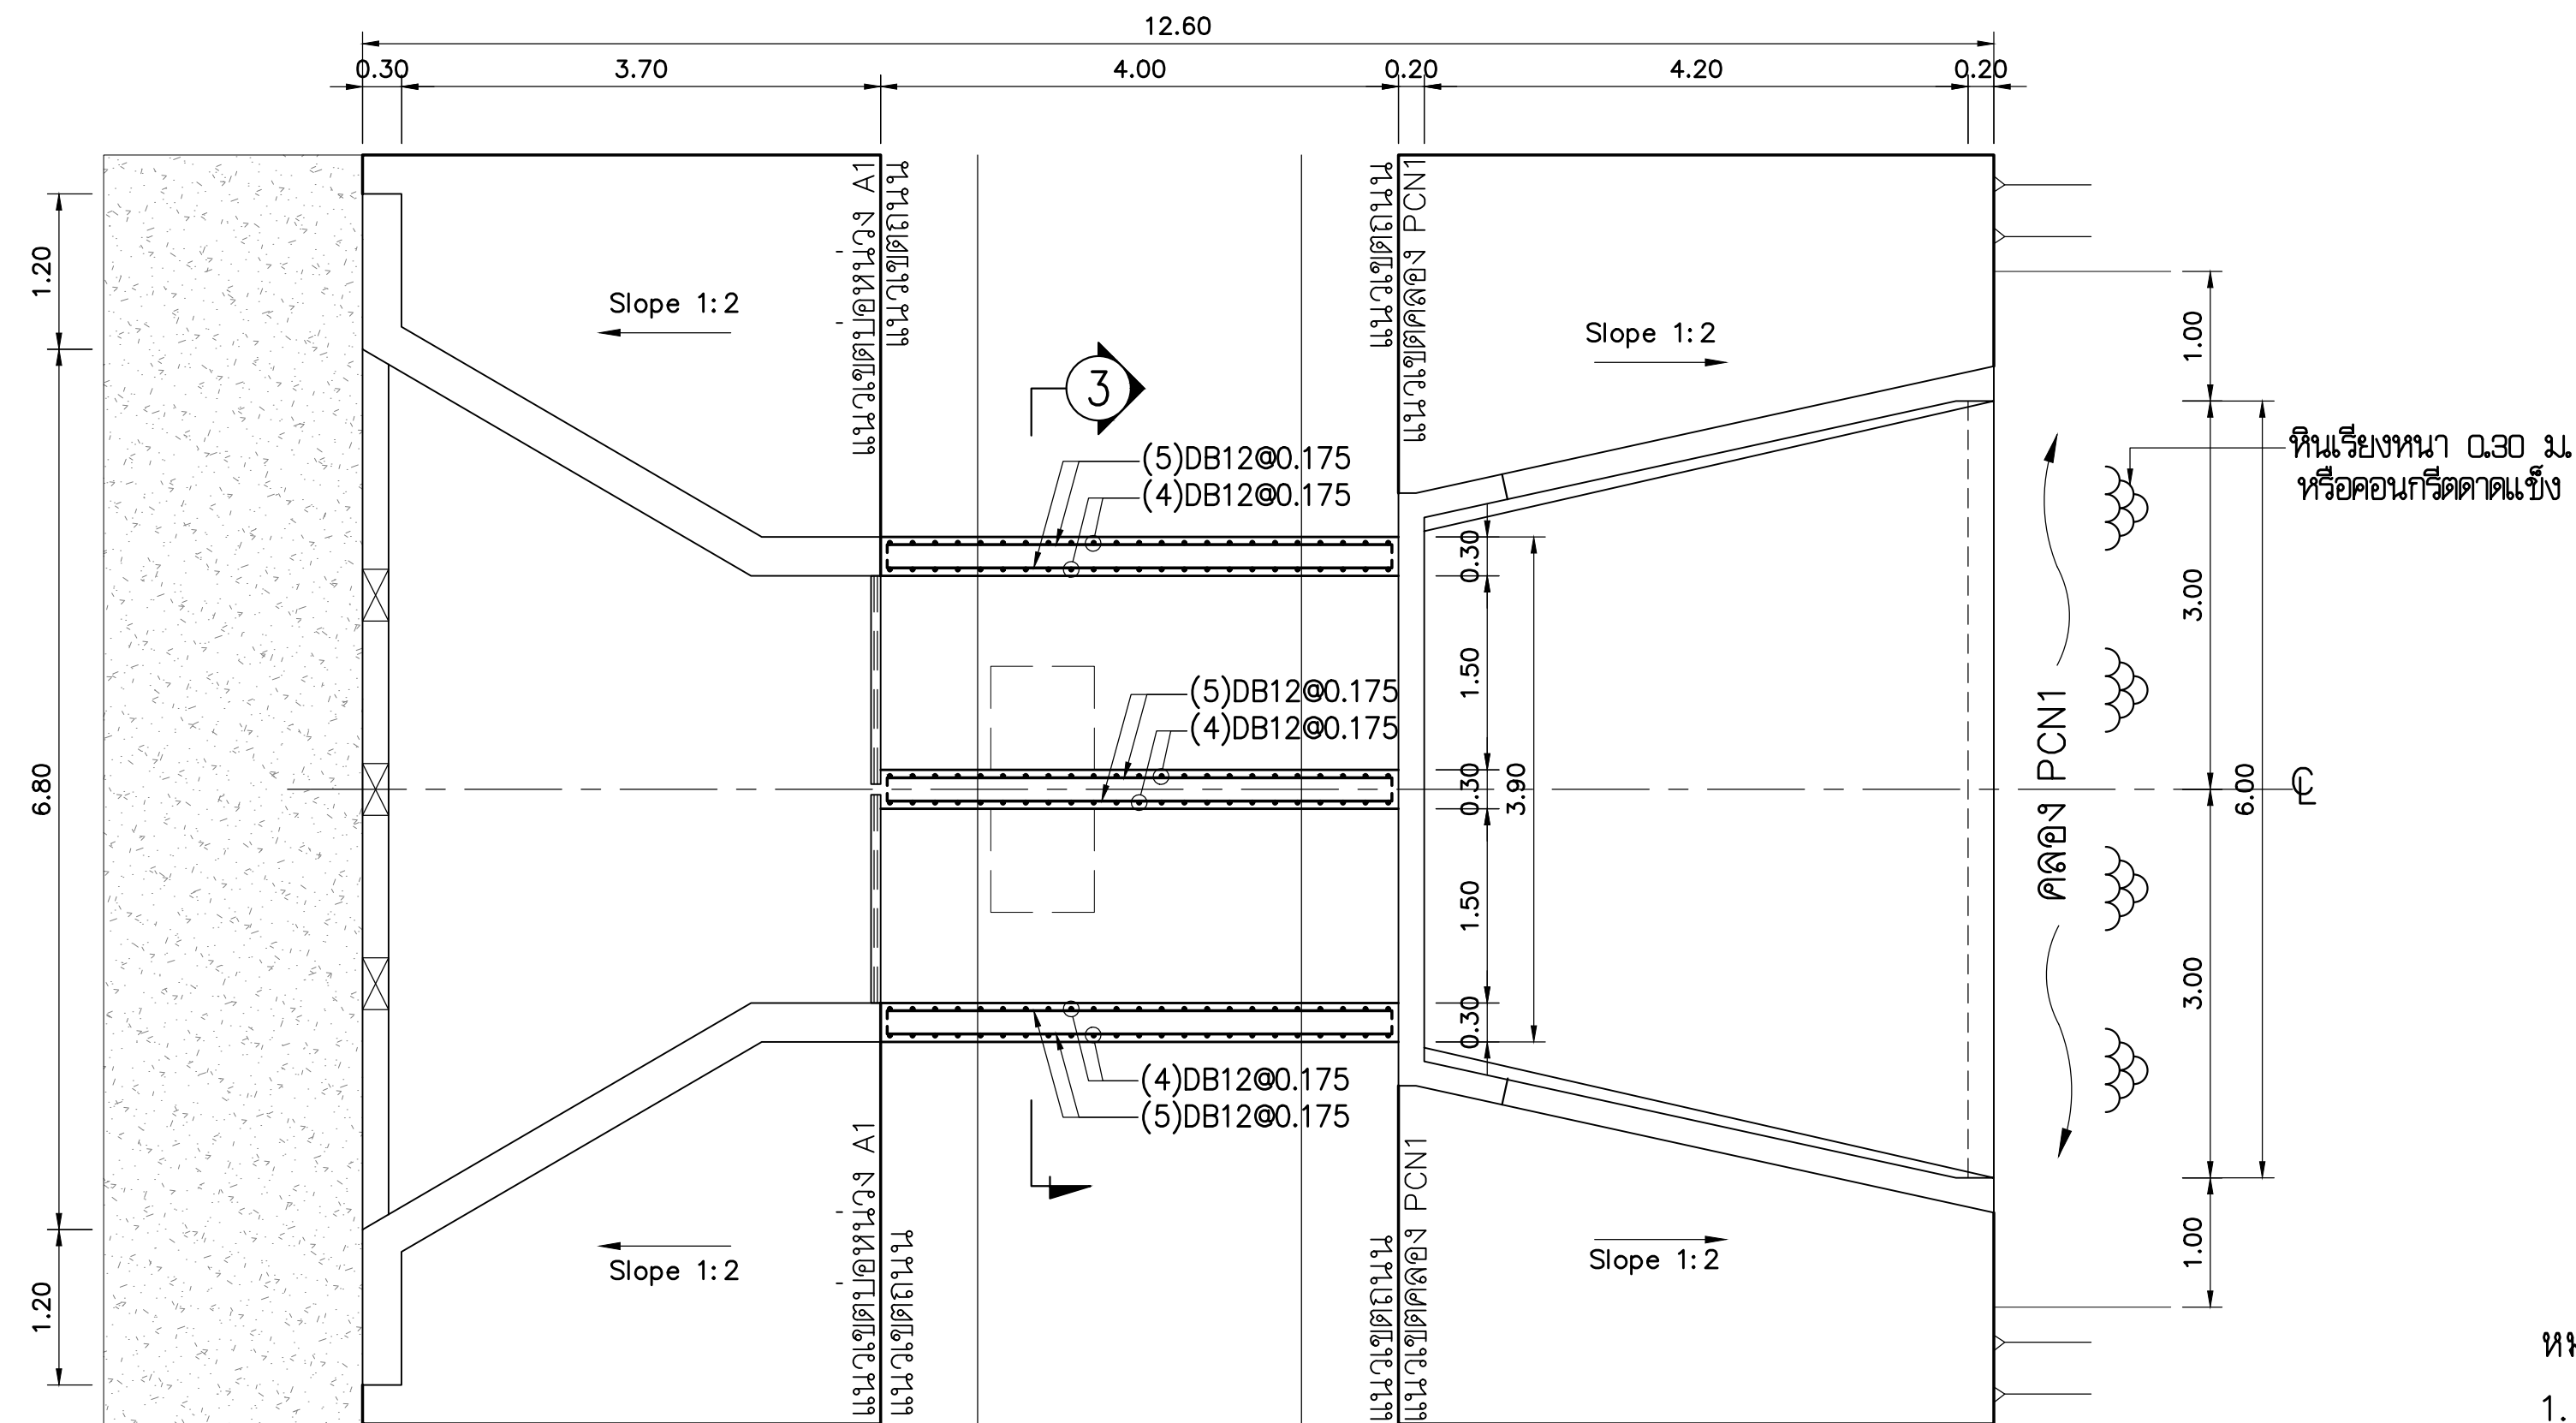 12.60
0.30 3.70 4.00 0.20 4.20 0.20
แนวเขตบ่อหน่วง A1
แนวเขตถนน
แนวเขตถนน
แนวเขตคลอง PCN1
1.20
Slope 1:2
Slope 1:2
1.00
3
หินเรียงหนา 0.30 ม.
หรือคอนกรีตดาดแข็ง
(5)DB12@0.175
(4)DB12@0.175
0.30
3.00
1.50
(5)DB12@0.175
(4)DB12@0.175
คลอง PCN1
6.80
0.30
3.90
6.00
CL
1.50
3.00
0.30
(4)DB12@0.175
(5)DB12@0.175
แนวเขตบ่อหน่วง A1
แนวเขตถนน
แนวเขตถนน
แนวเขตคลอง PCN1
1.00
Slope 1:2
Slope 1:2
1.20
1.